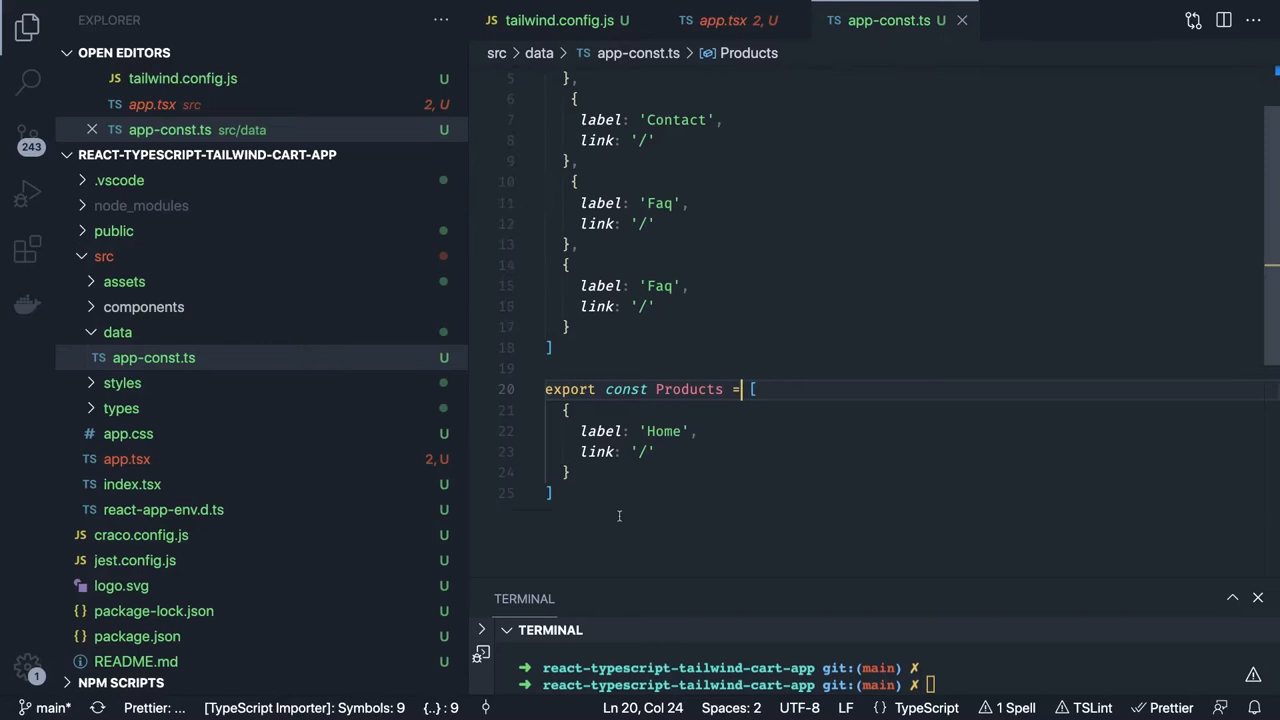 EXPLORER
OPEN EDITORS
JS tailwind.config.js U
TS app.tsx src 2, U
TS app-const.ts src/data U
243
REACT-TYPESCRIPT-TAILWIND-CART-APP
.vscode
node_modules
public
src
assets
components
data
TS app-const.ts U
styles
types
# app.css U
TS app.tsx 2, U
TS index.tsx U
TS react-app-env.d.ts U
JS craco.config.js U
JS jest.config.js U
logo.svg U
{} package-lock.json U
{} package.json U
README.md U
1
NPM SCRIPTS
JS tailwind.config.js U
TS app.tsx 2, U
TS app-const.ts U
src > data > TS app-const.ts > Products
5 },
6 {
7 label: 'Contact',
8 link: '/'
9 },
10 {
11 label: 'Faq',
12 link: '/'
13 },
14 {
15 label: 'Faq',
16 link: '/'
17 }
18 ]
19
20 export const Products = [
21 {
22 label: 'Home',
23 link: '/'
24 }
25 ]
TERMINAL
TERMINAL
➜ react-typescript-tailwind-cart-app git:(main) ✗
➜ react-typescript-tailwind-cart-app git:(main) ✗
main* Prettier: ... [TypeScript Importer]: Symbols: 9 {..}: 9 Ln 20, Col 24 Spaces: 2 UTF-8 LF {} TypeScript 1 Spell TSLint Prettier